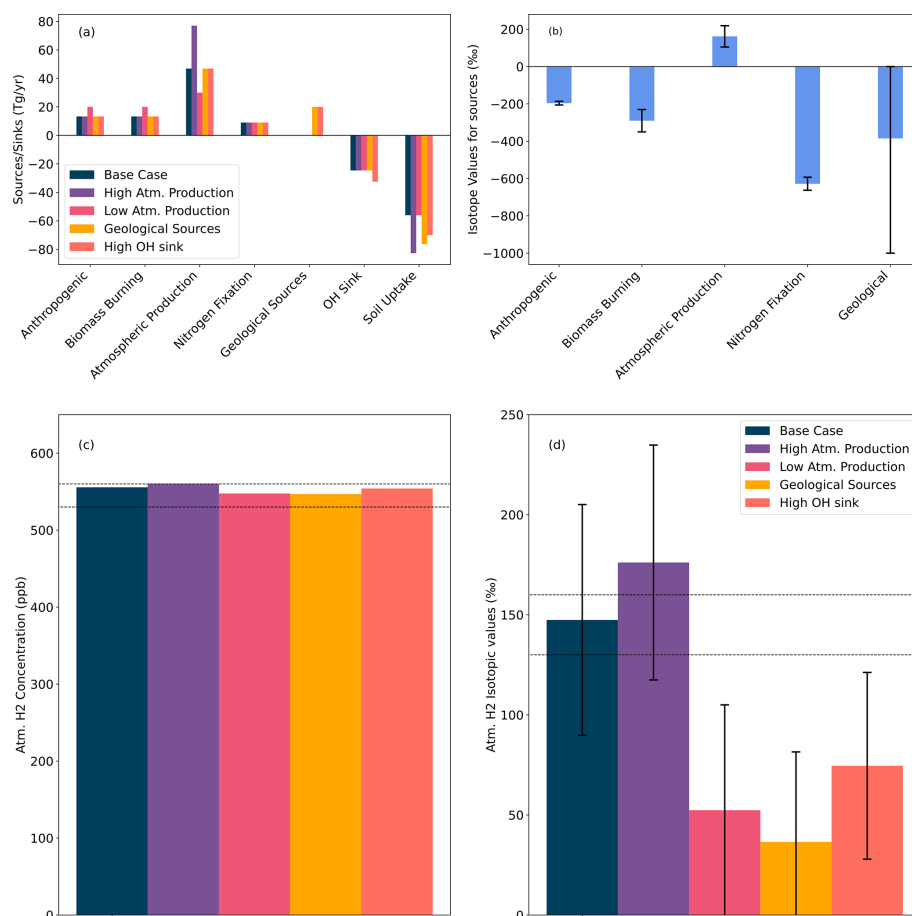 (a)
Sources/Sinks (Tg/yr)
80
60
40
20
0
−20
−40
−60
−80
Base Case
High Atm. Production
Low Atm. Production
Geological Sources
High OH sink
Anthropogenic
Biomass Burning
Atmospheric Production
Nitrogen Fixation
Geological Sources
OH Sink
Soil Uptake
(b)
Isotope Values for sources (‰)
200
0
−200
−400
−600
−800
−1000
Anthropogenic
Biomass Burning
Atmospheric Production
Nitrogen Fixation
Geological
(c)
Atm. H2 Concentration (ppb)
600
500
400
300
200
100
0
(d)
Atm. H2 Isotopic values (‰)
250
200
150
100
50
0
Base Case
High Atm. Production
Low Atm. Production
Geological Sources
High OH sink